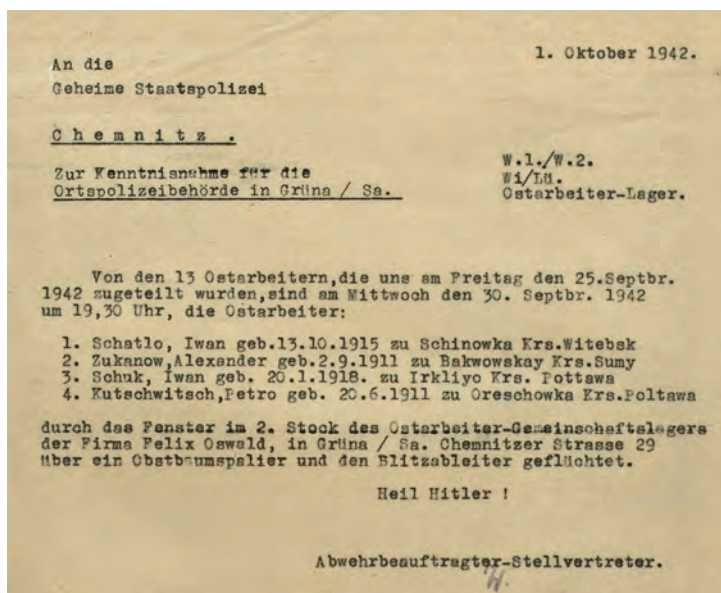 1. Oktober 1942.
An die
Geheime Staatspolizei
Chemnitz .
Zur Kenntnisnahme für die
Ortspolizeibehörde in Grüna / Sa.
W.1./W.2.
Wi/Lü.
Ostarbeiter-Lager.
Von den 13 Ostarbeitern,die uns am Freitag den 25.Septbr.
1942 zugeteilt wurden,sind am Mittwoch den 30. Septbr. 1942
um 19,30 Uhr, die Ostarbeiter:
1. Schatlo, Iwan geb.13.10.1915 zu Schinowka Krs.Witebsk
2. Zukanow,Alexander geb.2.9.1911 zu Bakwowskay Krs.Sumy
3. Schuk, Iwan geb. 20.1.1918. zu Irkliyo Krs. Pottawa
4. Kutschwitsch,Petro geb. 20.6.1911 zu Oreschowka Krs.Poltawa
durch das Fenster im 2. Stock des Ostarbeiter-Gemeinschaftslagers
der Firma Felix Oswald, in Grüna / Sa. Chemnitzer Strasse 29
über ein Obstbaumspalier und den Blitzableiter geflüchtet.
Heil Hitler !
Abwehrbeauftragter-Stellvertreter.